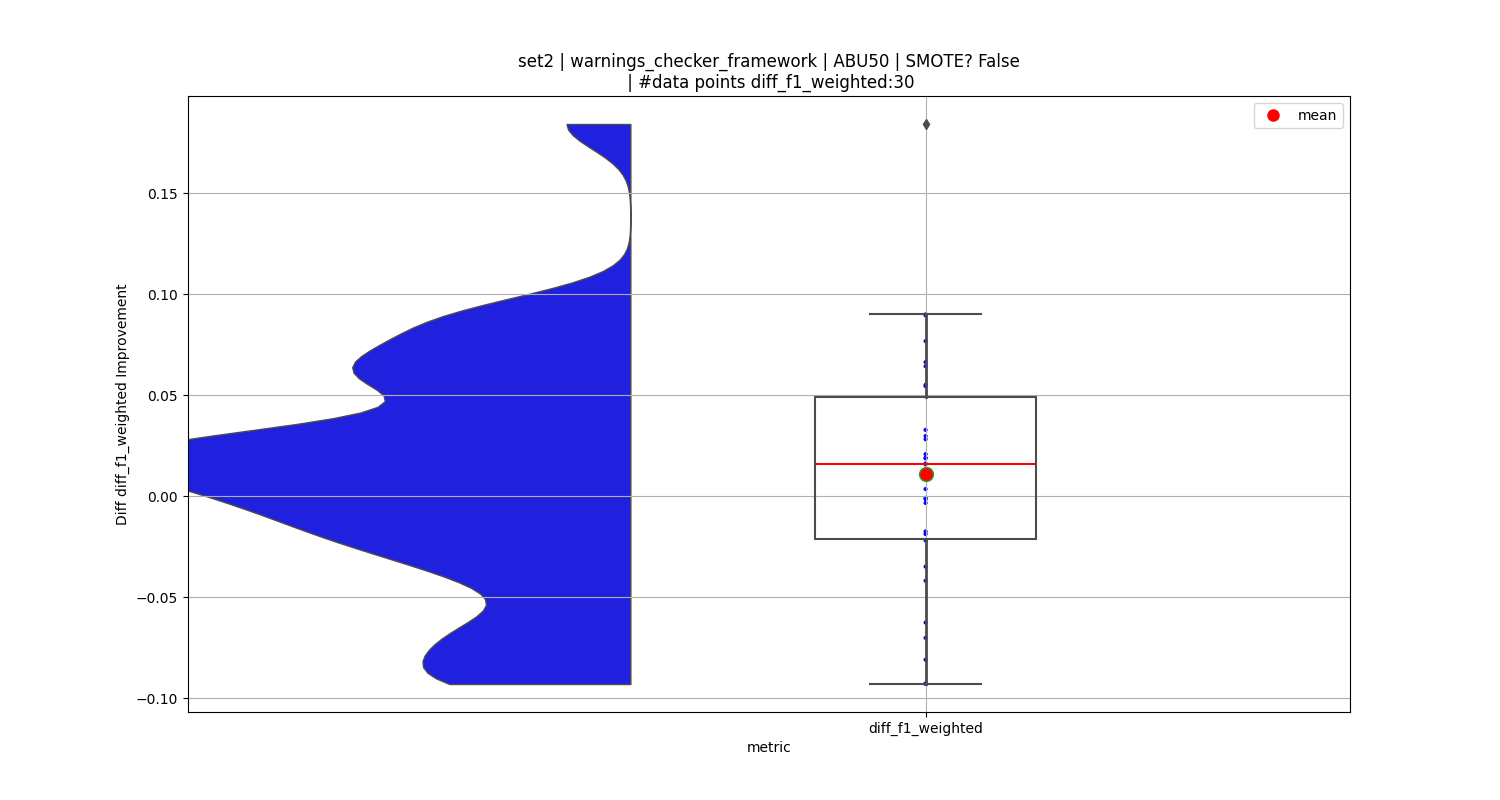 set2 | warnings_checker_framework | ABU50 | SMOTE? False
| #data points diff_f1_weighted:30
mean
0.15
0.10
0.05
0.00
−0.05
−0.10
Diff diff_f1_weighted Improvement
diff_f1_weighted
metric